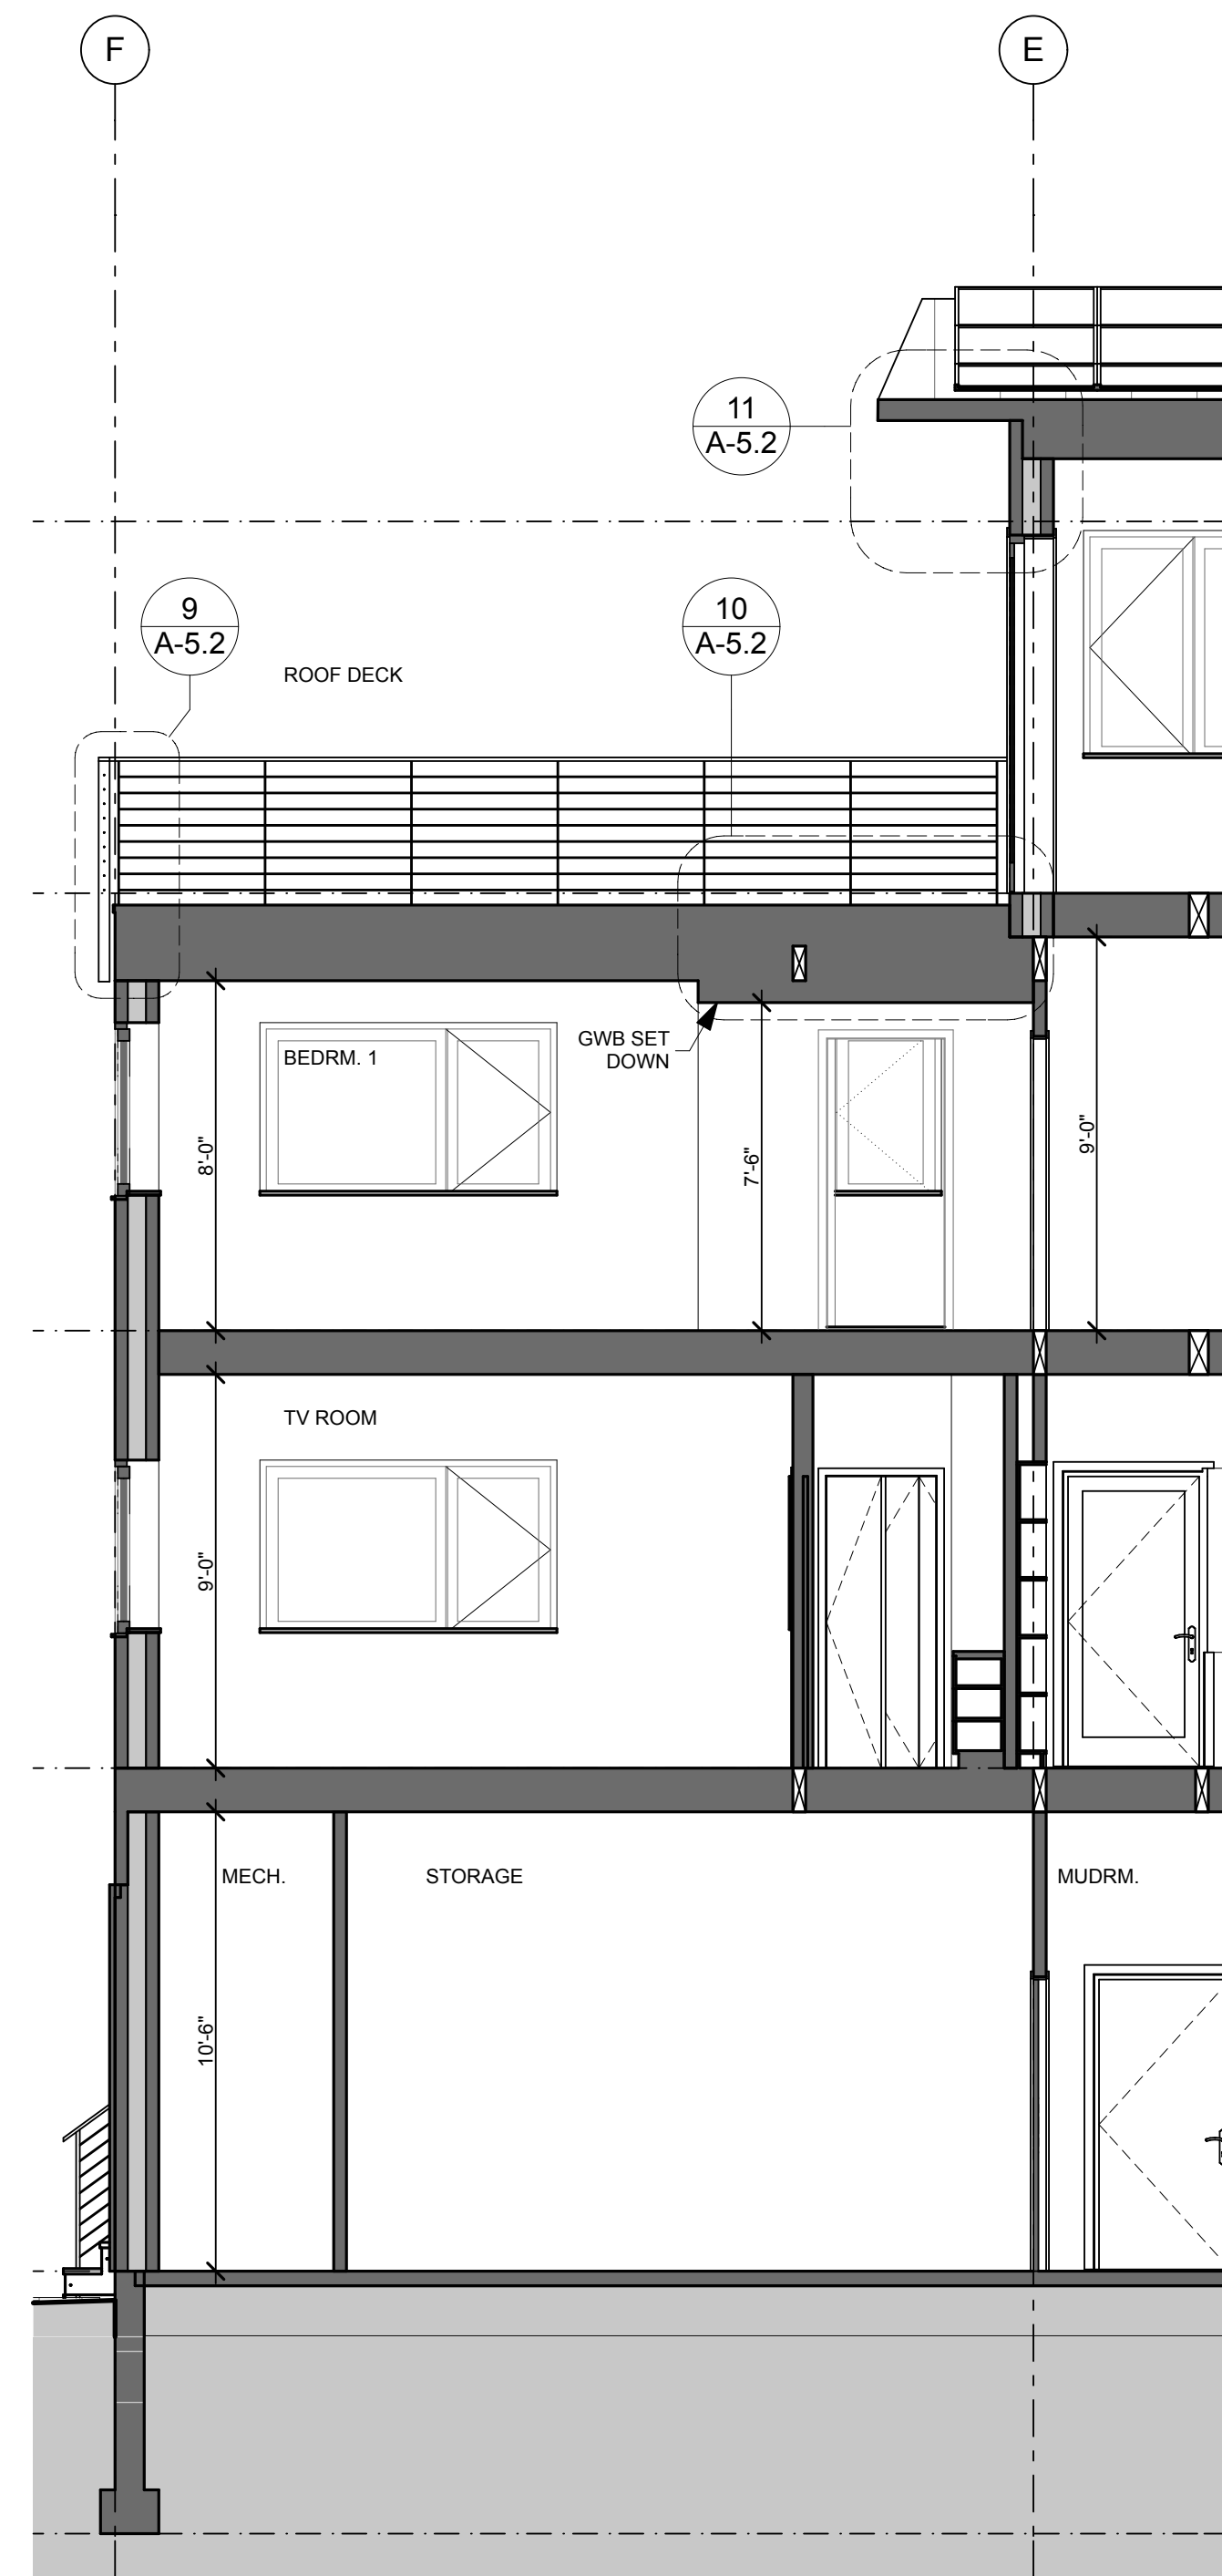 F
E
11
A-5.2
9
A-5.2
10
A-5.2
ROOF DECK
GWB SET
DOWN
BEDRM. 1
8'-0"
7'-6"
9'-0"
TV ROOM
9'-0"
MECH.
STORAGE
MUDRM.
10'-6"